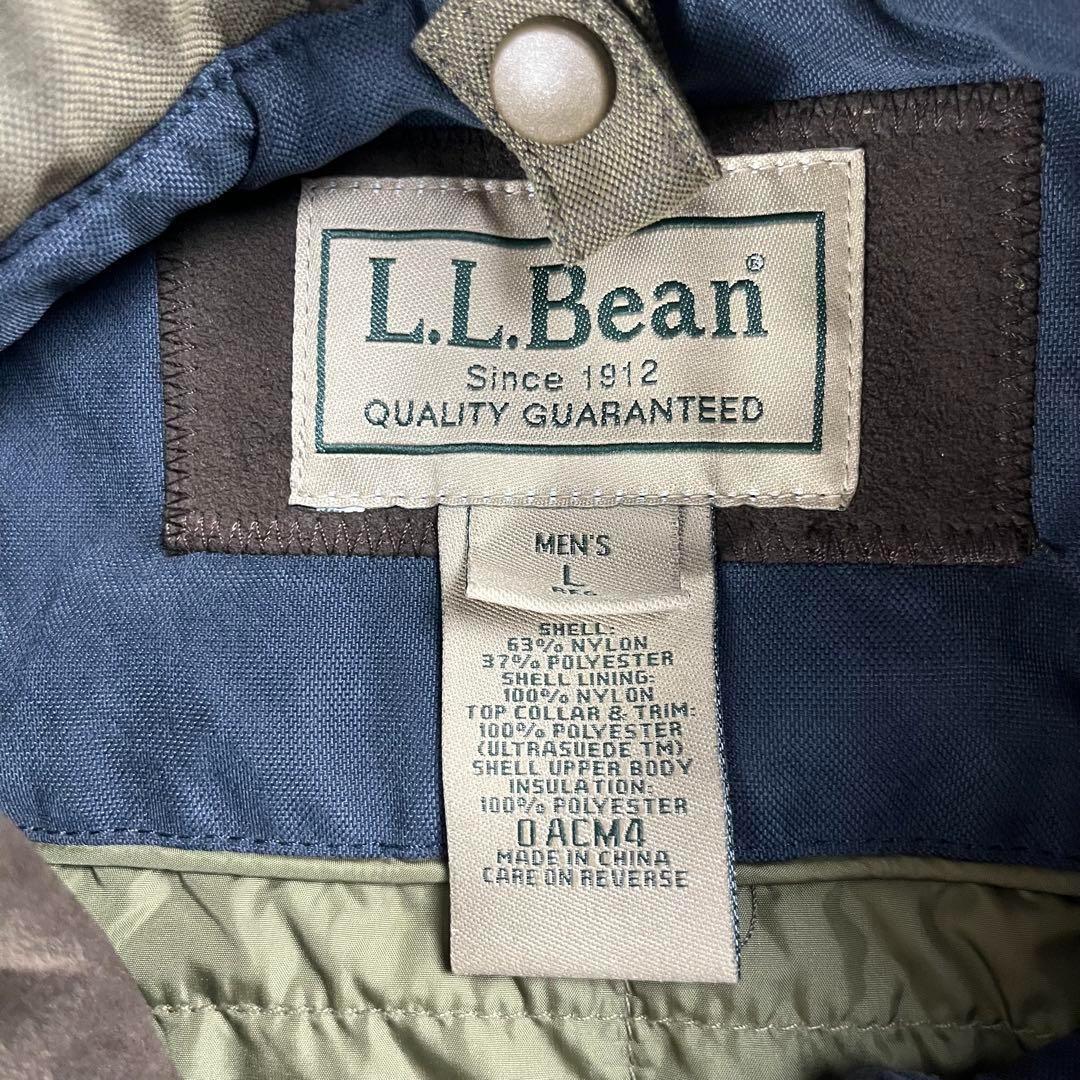 L.L.Bean®
Since 1912
QUALITY GUARANTEED
MEN'S
L
REG
SHELL:
63% NYLON
37% POLYESTER
SHELL LINING:
100% NYLON
TOP COLLAR & TRIM:
100% POLYESTER
(ULTRASUEDE TM)
SHELL UPPER BODY
INSULATION:
100% POLYESTER
0 ACM4
MADE IN CHINA
CARE ON REVERSE